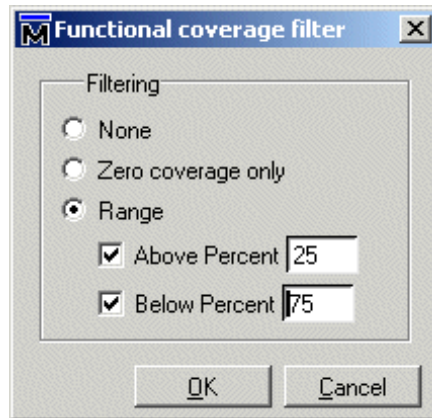 M Functional coverage filter
Filtering
None
Zero coverage only
Range
Above Percent 25
Below Percent 75
OK Cancel